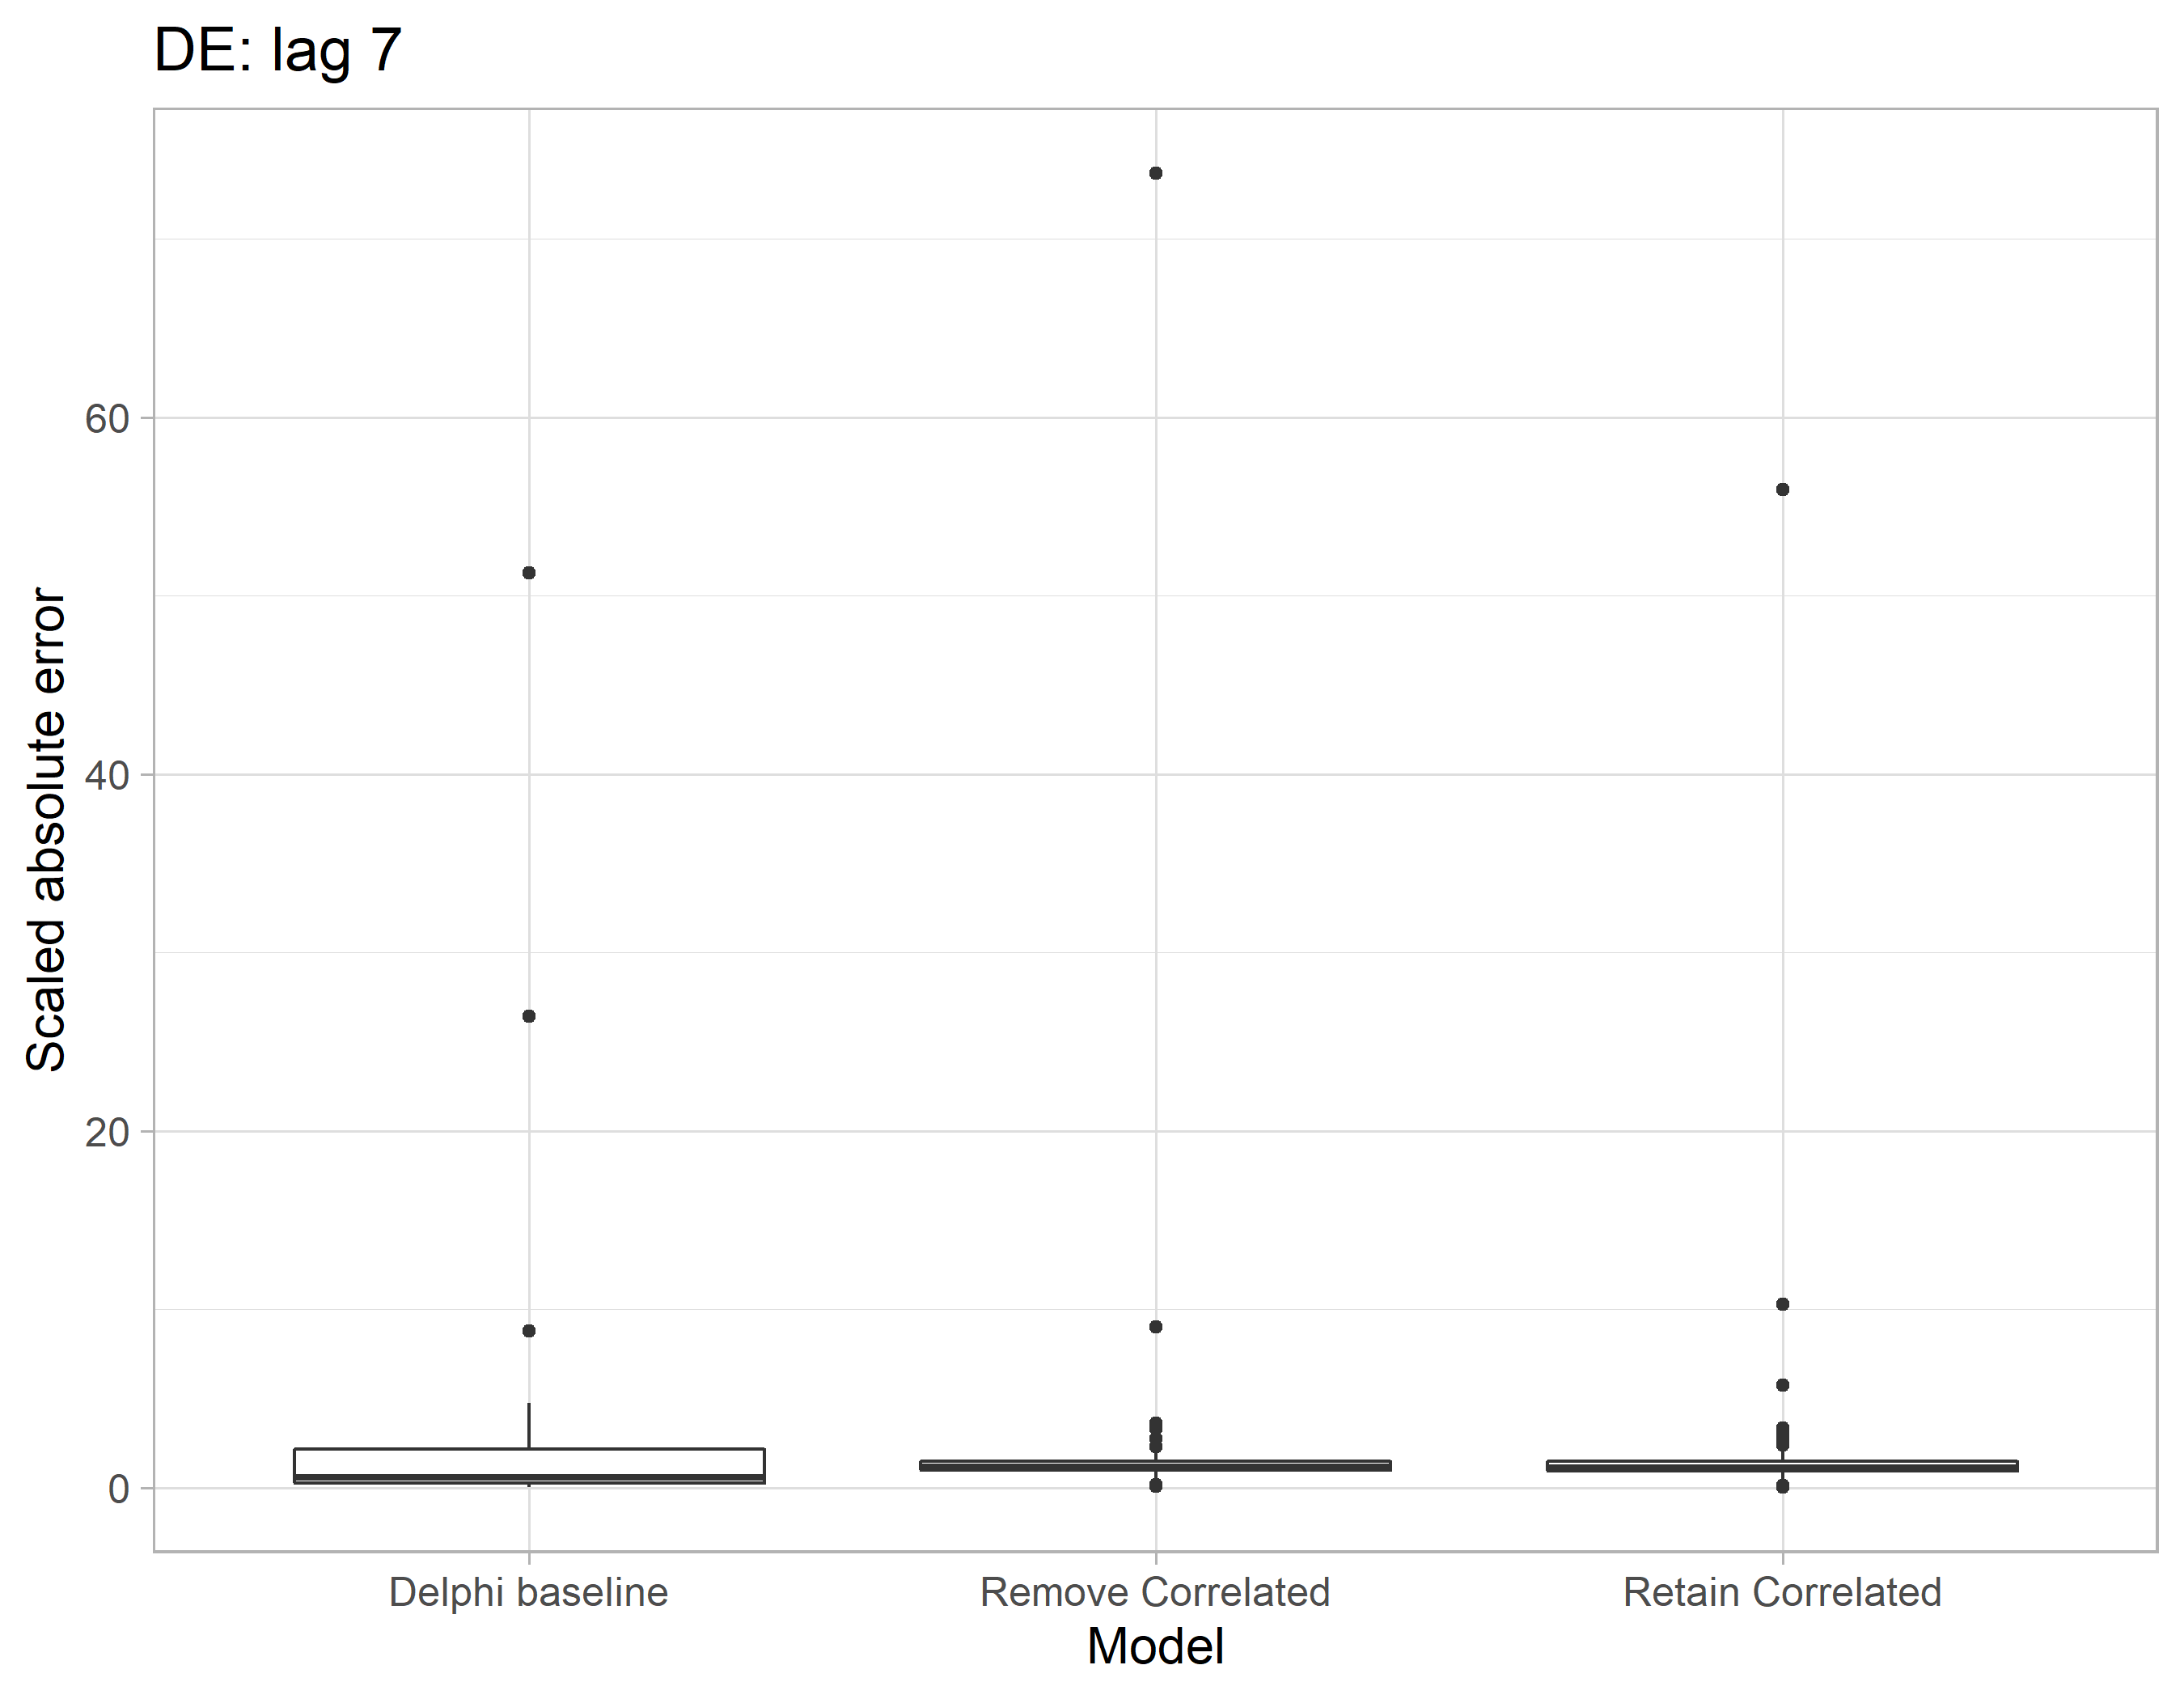 DE: lag 7
Scaled absolute error
60
40
20
0
Delphi baseline
Remove Correlated
Retain Correlated
Model